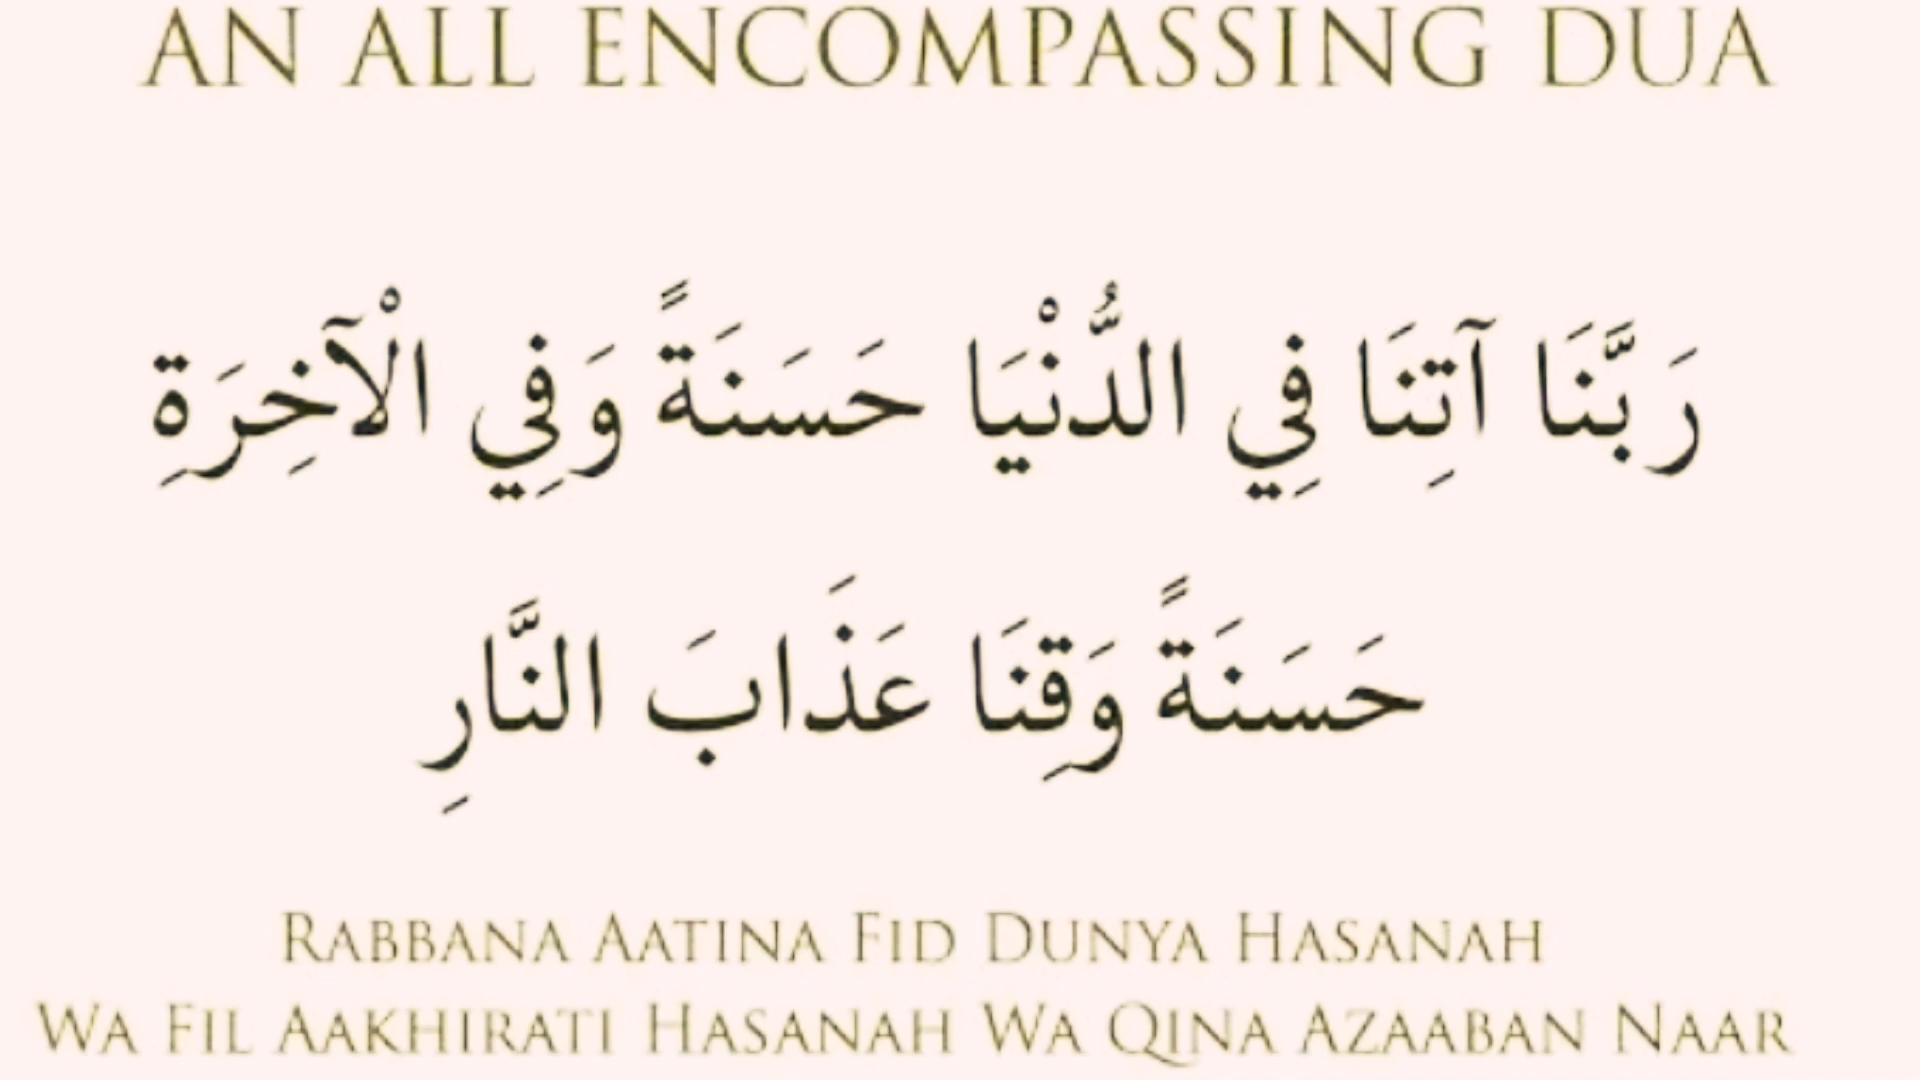 AN ALL ENCOMPASSING DUA
رَبَّنَا آتِنَا فِي الدُّنْيَا حَسَنَةً وَفِي الْآخِرَةِ
حَسَنَةً وَقِنَا عَذَابَ النَّارِ
RABBANA AATINA FID DUNYA HASANAH
WA FIL AAKHIRATI HASANAH WA QINA AZAABAN NAAR